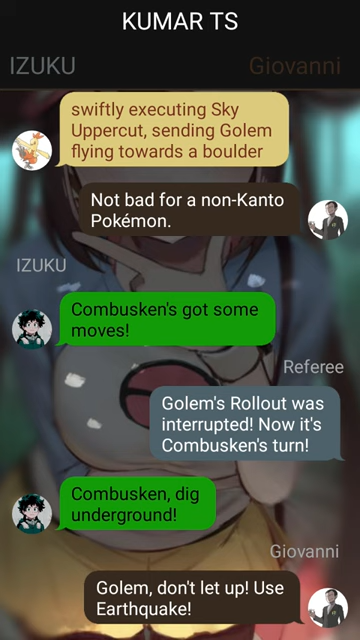 KUMAR TS
IZUKU
Giovanni
swiftly executing Sky
Uppercut, sending Golem
flying towards a boulder
Not bad for a non-Kanto
Pokémon.
IZUKU
Combusken's got some
moves!
Referee
Golem's Rollout was
interrupted! Now it's
Combusken's turn!
Combusken, dig
underground!
Giovanni
Golem, don't let up! Use
Earthquake!